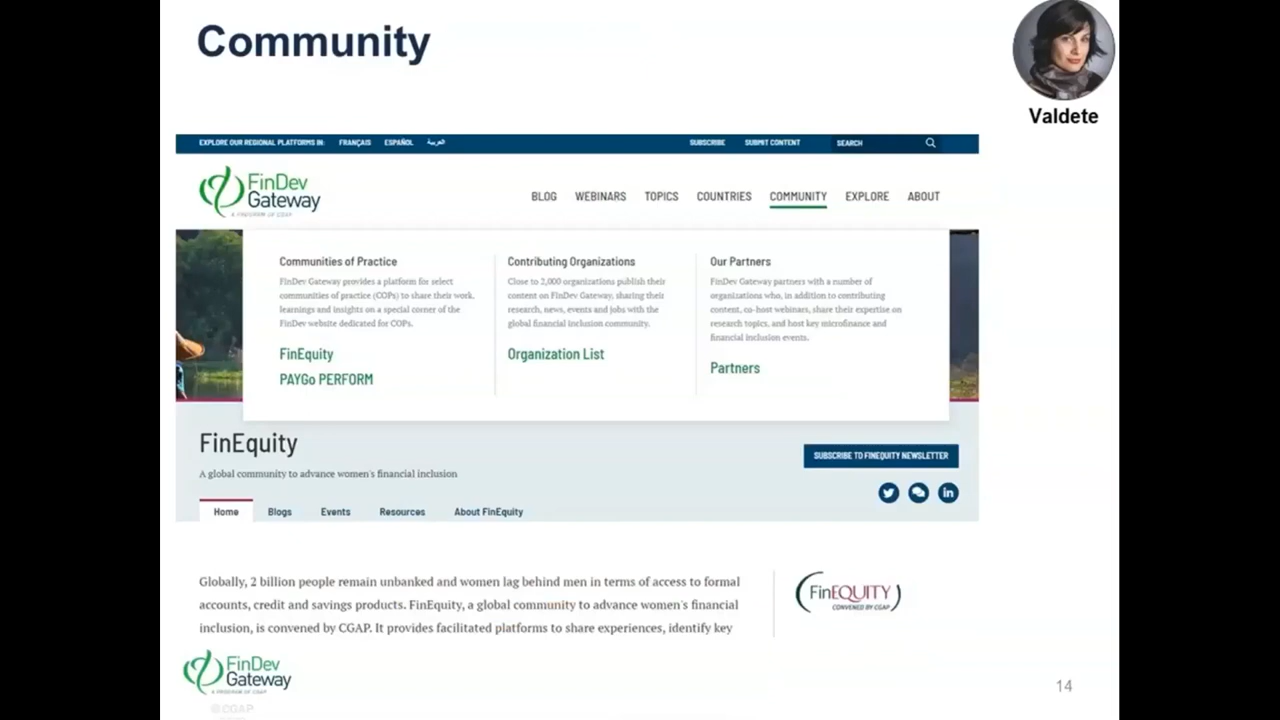 Community
Valdete
EXPLORE OUR REGIONAL PLATFORMS IN: FRANÇAIS ESPAÑOL العربية
SUBSCRIBE SUBMIT CONTENT SEARCH
FinDev
Gateway
A PROGRAM OF CGAP
BLOG WEBINARS TOPICS COUNTRIES COMMUNITY EXPLORE ABOUT
Communities of Practice
FinDev Gateway provides a platform for select
communities of practice (COPs) to share their work,
learnings and insights on a special corner of the
FinDev website dedicated for COPs.
FinEquity
PAYGo PERFORM
Contributing Organizations
Close to 2,000 organizations publish their
content on FinDev Gateway, sharing their
research, news, events and jobs with the
global financial inclusion community.
Organization List
Our Partners
FinDev Gateway partners with a number of
organizations who, in addition to contributing
content, co-host webinars, share their expertise on
research topics, and host key microfinance and
financial inclusion events.
Partners
FinEquity
A global community to advance women's financial inclusion
SUBSCRIBE TO FINEQUITY NEWSLETTER
Home Blogs Events Resources About FinEquity
Globally, 2 billion people remain unbanked and women lag behind men in terms of access to formal
accounts, credit and savings products. FinEquity, a global community to advance women's financial
inclusion, is convened by CGAP. It provides facilitated platforms to share experiences, identify key
FinEQUITY
CONVENED BY CGAP
FinDev
Gateway
A PROGRAM OF CGAP
© CGAP
14